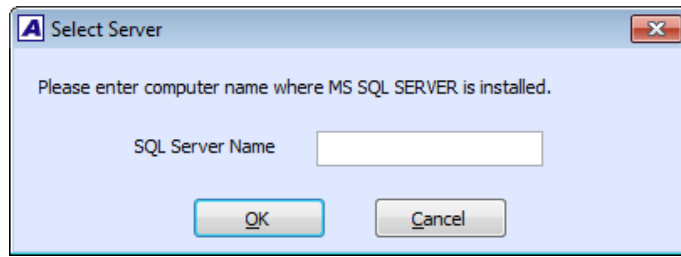 A Select Server
Please enter computer name where MS SQL SERVER is installed.
SQL Server Name
OK Cancel